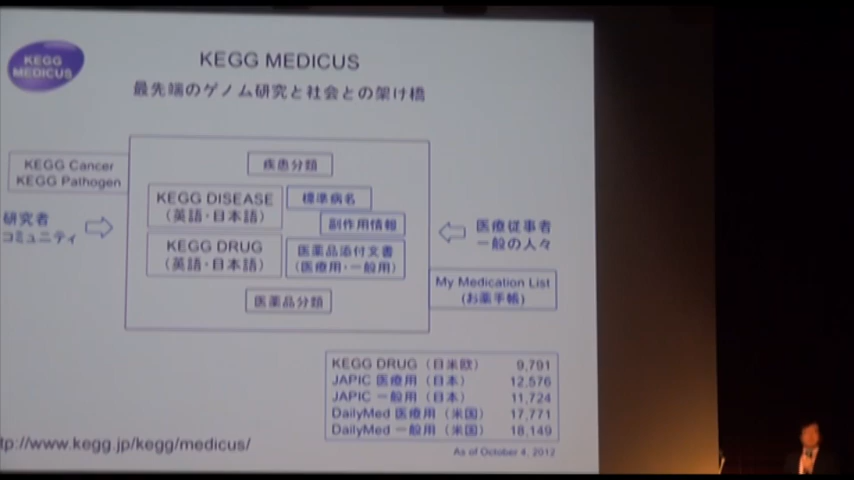 KEGG
MEDICUS
KEGG MEDICUS
最先端のゲノム研究と社会との架け橋
KEGG Cancer
KEGG Pathogen
疾患分類
KEGG DISEASE
(英語・日本語)
標準病名
副作用情報
研究者
コミュニティ
医療従事者
一般の人々
KEGG DRUG
(英語・日本語)
医薬品添付文書
(医療用・一般用)
My Medication List
(お薬手帳)
医薬品分類
KEGG DRUG (日米欧) 9,791
JAPIC 医療用 (日本) 12,576
JAPIC 一般用 (日本) 11,724
DailyMed 医療用 (米国) 17,771
DailyMed 一般用 (米国) 18,149
As of October 4, 2012
tp://www.kegg.jp/kegg/medicus/